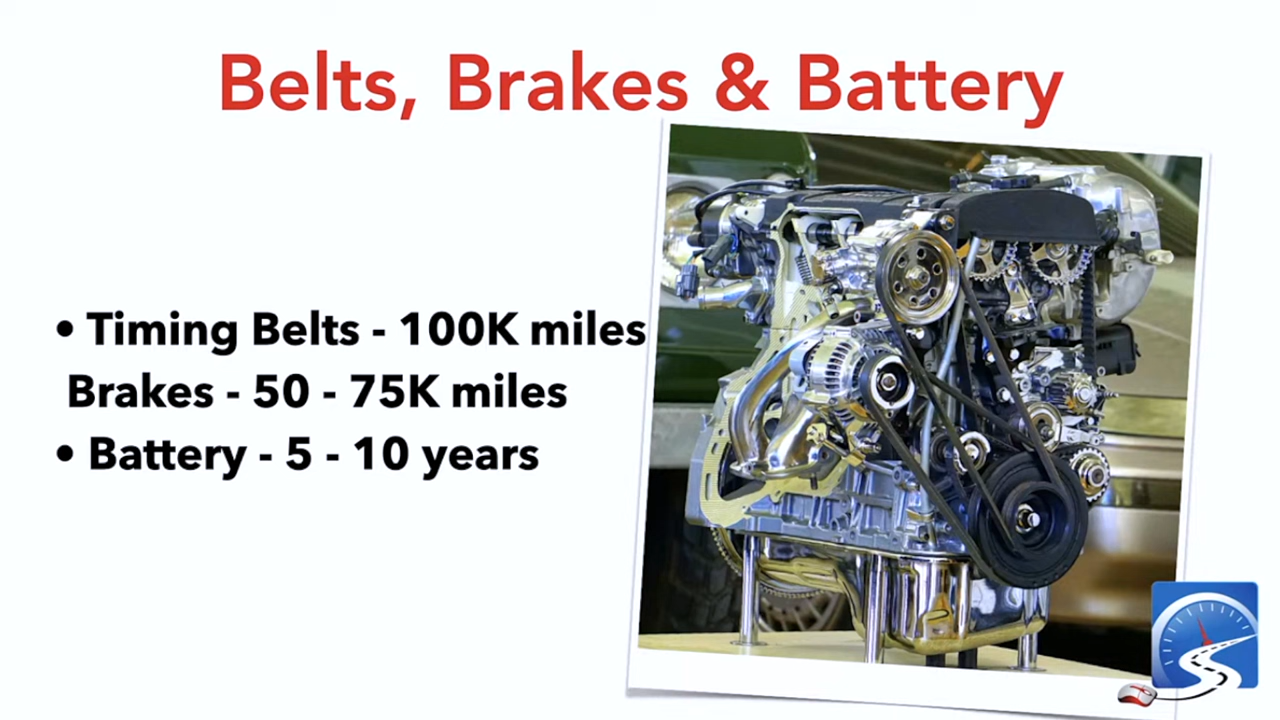 Belts, Brakes & Battery
• Timing Belts - 100K miles
Brakes - 50 - 75K miles
• Battery - 5 - 10 years